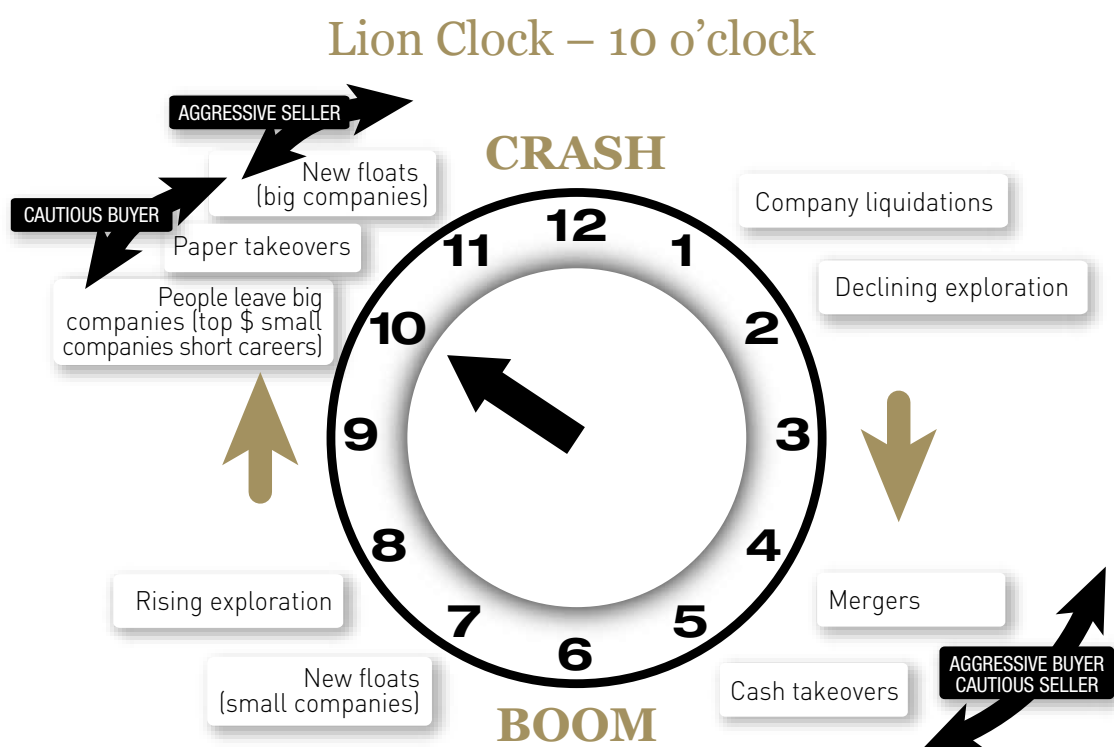 Lion Clock – 10 o’clock
AGGRESSIVE SELLER
CRASH
New floats
(big companies)
CAUTIOUS BUYER
Paper takeovers
People leave big
companies (top $ small
companies short careers)
Company liquidations
Declining exploration
12
1
2
3
4
5
6
7
8
9
10
11
Rising exploration
New floats
(small companies)
Mergers
AGGRESSIVE BUYER
CAUTIOUS SELLER
Cash takeovers
BOOM